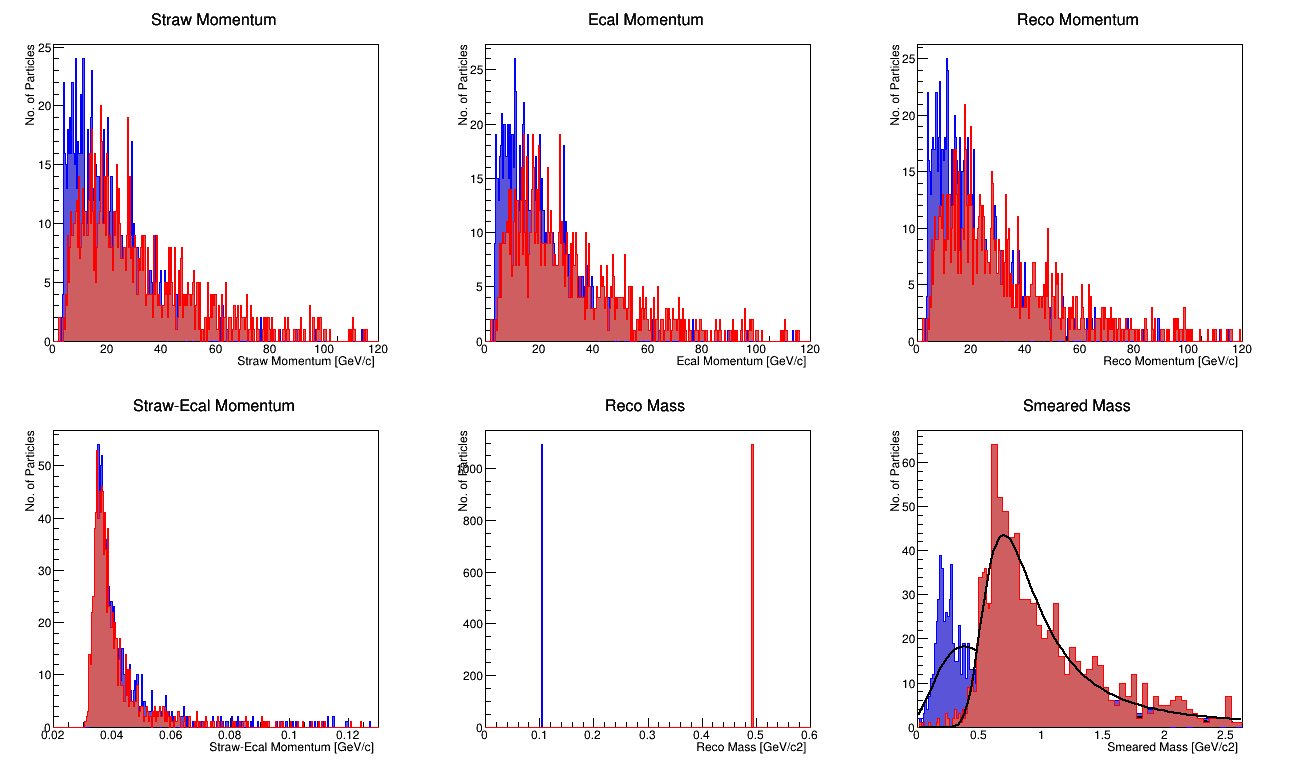 Straw Momentum
No. of Particles
25
20
15
10
5
0
0 20 40 60 80 100 120
Straw Momentum [GeV/c]
Ecal Momentum
No. of Particles
25
20
15
10
5
0
0 20 40 60 80 100 120
Ecal Momentum [GeV/c]
Reco Momentum
No. of Particles
25
20
15
10
5
0
0 20 40 60 80 100 120
Reco Momentum [GeV/c]
Straw-Ecal Momentum
No. of Particles
50
40
30
20
10
0
0.02 0.04 0.06 0.08 0.1 0.12
Straw-Ecal Momentum [GeV/c]
Reco Mass
No. of Particles
1000
800
600
400
200
0
0 0.1 0.2 0.3 0.4 0.5 0.6
Reco Mass [GeV/c2]
Smeared Mass
No. of Particles
60
50
40
30
20
10
0
0 0.5 1 1.5 2 2.5
Smeared Mass [GeV/c2]